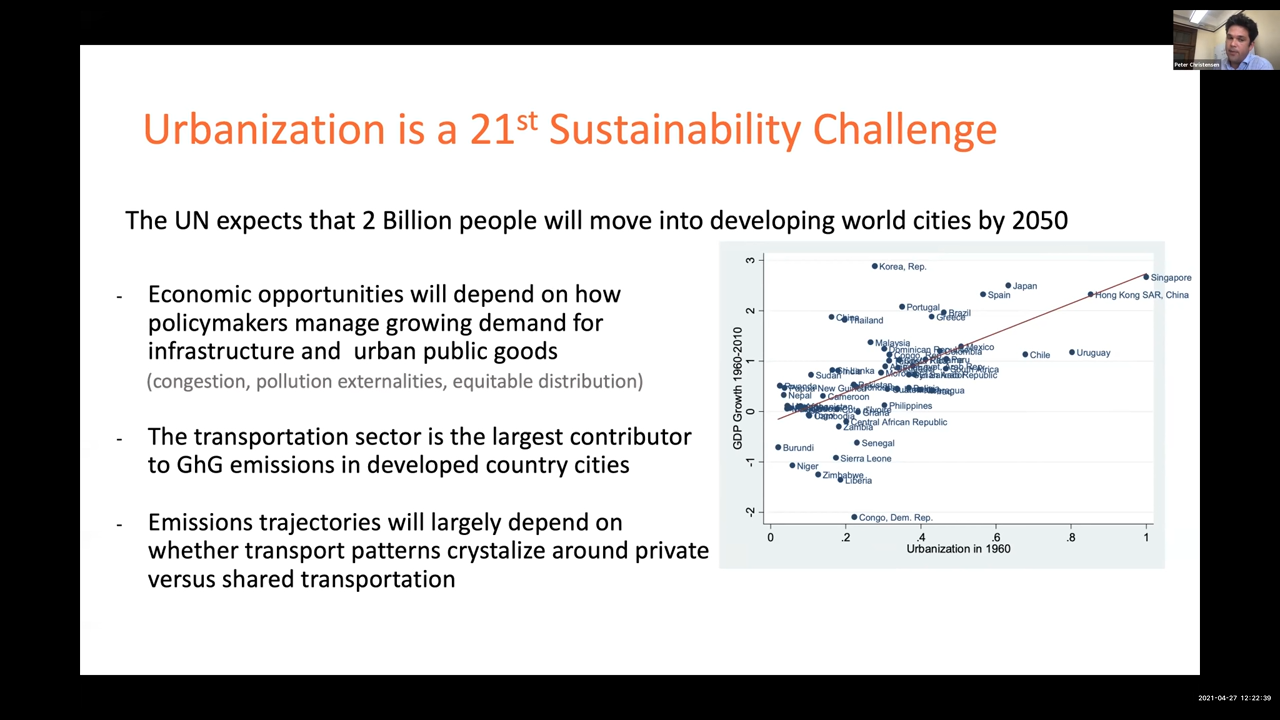 Peter Christensen
Urbanization is a 21st Sustainability Challenge
The UN expects that 2 Billion people will move into developing world cities by 2050
- Economic opportunities will depend on how
policymakers manage growing demand for
infrastructure and  urban public goods
(congestion, pollution externalities, equitable distribution)
- The transportation sector is the largest contributor
to GhG emissions in developed country cities
- Emissions trajectories will largely depend on
whether transport patterns crystalize around private
versus shared transportation
GDP Growth 1960-2010
3
2
1
0
-1
-2
Korea, Rep.
Singapore
Japan
Spain
Hong Kong SAR, China
Portugal
Brazil
Greece
China
Thailand
Malaysia
Mexico
Colombia
Chile
Uruguay
Sudan
Nepal
Cameroon
Philippines
Ghana
Central African Republic
Zambia
Senegal
Burundi
Sierra Leone
Niger
Zimbabwe
Liberia
Congo, Dem. Rep.
0
.2
.4
.6
.8
1
Urbanization in 1960
2021-04-27 12:22:39